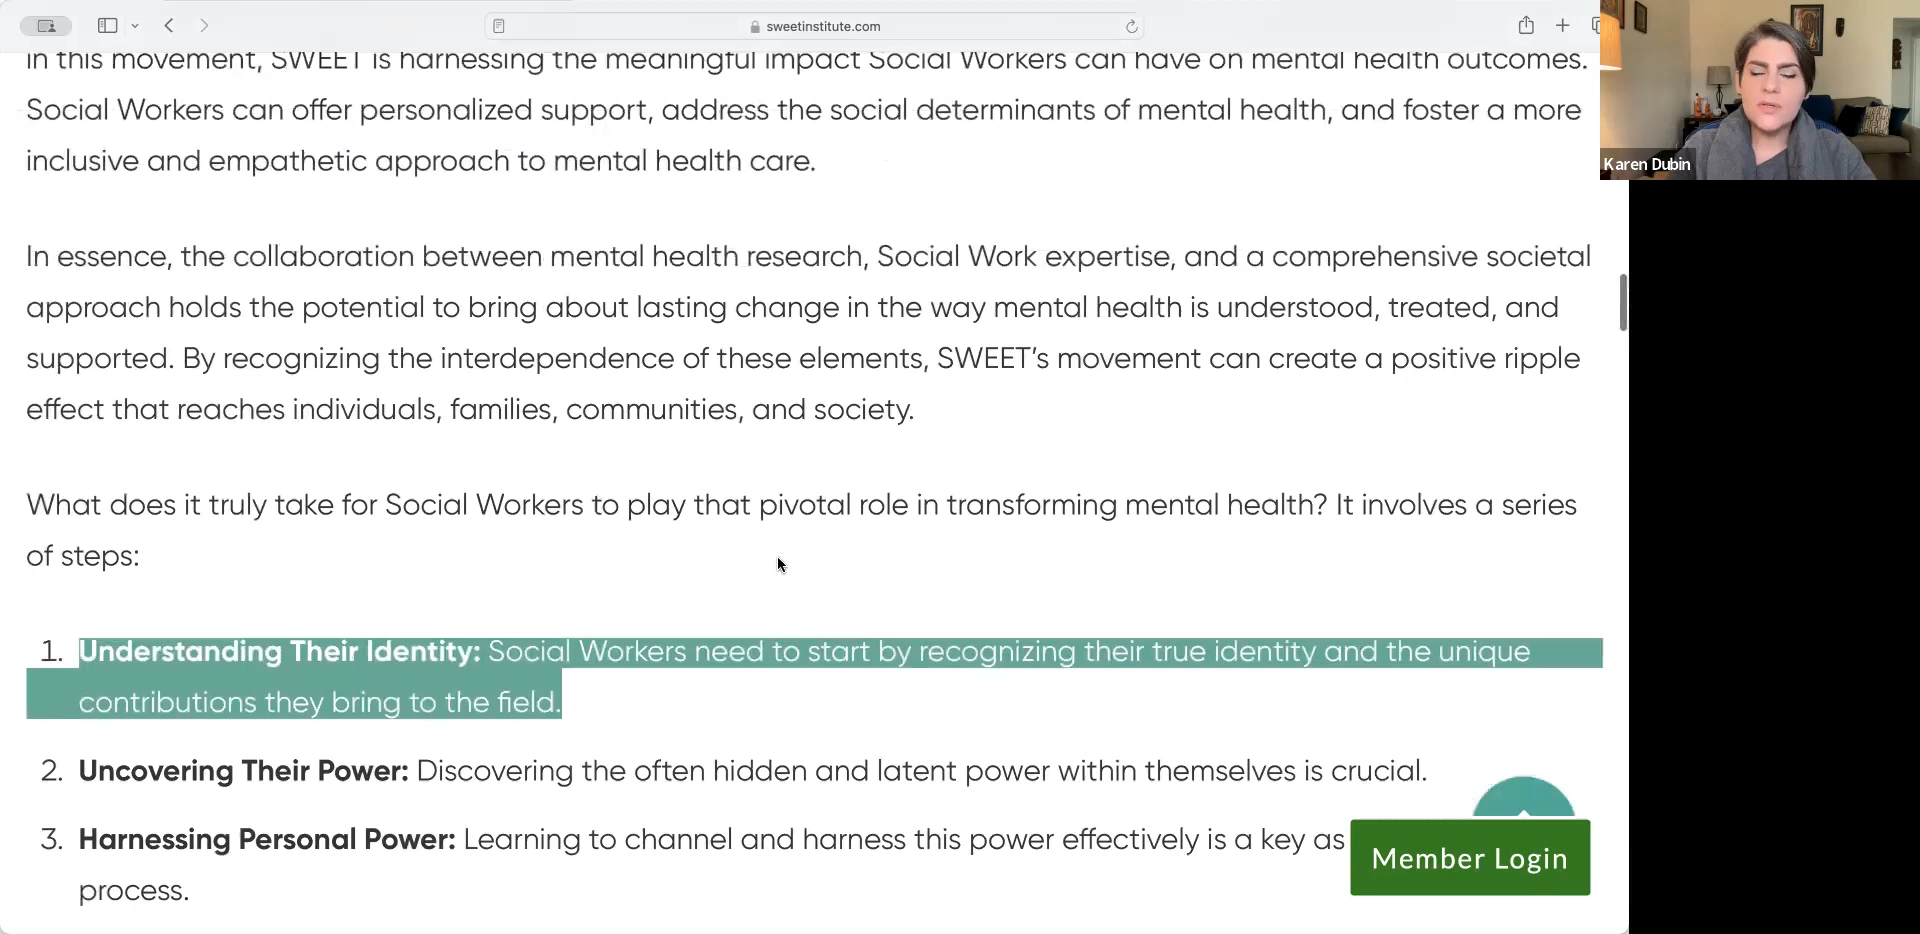 sweetinstitute.com
in this movement, SWEET is harnessing the meaningful impact Social Workers can have on mental health outcomes.
Social Workers can offer personalized support, address the social determinants of mental health, and foster a more
inclusive and empathetic approach to mental health care.
In essence, the collaboration between mental health research, Social Work expertise, and a comprehensive societal
approach holds the potential to bring about lasting change in the way mental health is understood, treated, and
supported. By recognizing the interdependence of these elements, SWEET’s movement can create a positive ripple
effect that reaches individuals, families, communities, and society.
What does it truly take for Social Workers to play that pivotal role in transforming mental health? It involves a series
of steps:
1. Understanding Their Identity: Social Workers need to start by recognizing their true identity and the unique
contributions they bring to the field.
2. Uncovering Their Power: Discovering the often hidden and latent power within themselves is crucial.
3. Harnessing Personal Power: Learning to channel and harness this power effectively is a key as
process.
Member Login
Karen Dubin